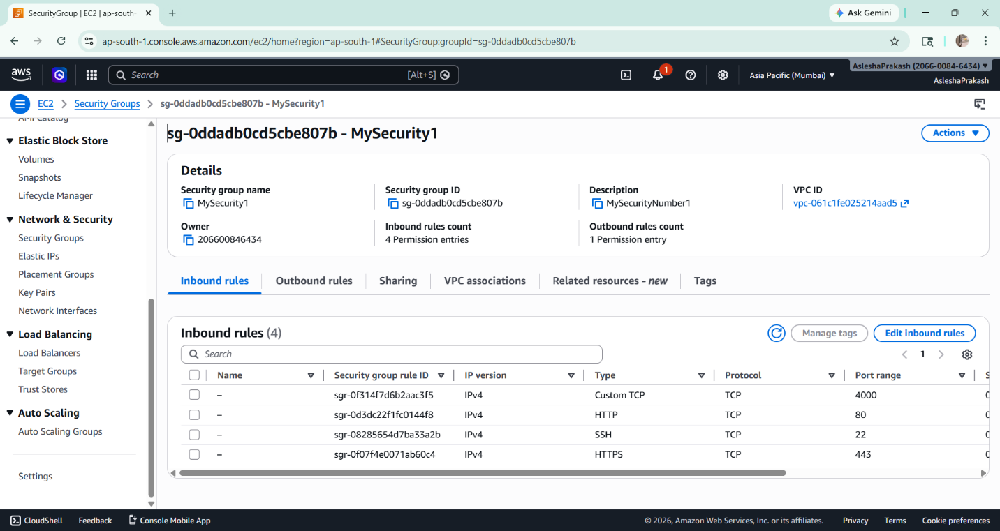 SecurityGroup | EC2 | ap-south-
Ask Gemini
ap-south-1.console.aws.amazon.com/ec2/home?region=ap-south-1#SecurityGroup:groupId=sg-0ddadb0cd5cbe807b
aws
Search
[Alt+S]
1
Asia Pacific (Mumbai)
AsleshaPrakash (2066-0084-6434)
AsleshaPrakash
EC2
Security Groups
sg-0ddadb0cd5cbe807b - MySecurity1
AMI Catalog
Elastic Block Store
Volumes
Snapshots
Lifecycle Manager
Network & Security
Security Groups
Elastic IPs
Placement Groups
Key Pairs
Network Interfaces
Load Balancing
Load Balancers
Target Groups
Trust Stores
Auto Scaling
Auto Scaling Groups
Settings
sg-0ddadb0cd5cbe807b - MySecurity1
Actions
Details
Security group name
MySecurity1
Security group ID
sg-0ddadb0cd5cbe807b
Description
MySecurityNumber1
VPC ID
vpc-061c1fe025214aad5
Owner
206600846434
Inbound rules count
4 Permission entries
Outbound rules count
1 Permission entry
Inbound rules Outbound rules Sharing VPC associations Related resources - new Tags
Inbound rules (4)
Manage tags
Edit inbound rules
Search
1
Name Security group rule ID IP version Type Protocol Port range S
– sgr-0f314f7d6b2aac3f5 IPv4 Custom TCP TCP 4000
– sgr-0d3dc22f1fc0144f8 IPv4 HTTP TCP 80
– sgr-08285654d7ba33a2b IPv4 SSH TCP 22
– sgr-0f07f4e0071ab60c4 IPv4 HTTPS TCP 443
CloudShell Feedback Console Mobile App
© 2026, Amazon Web Services, Inc. or its affiliates. Privacy Terms Cookie preferences